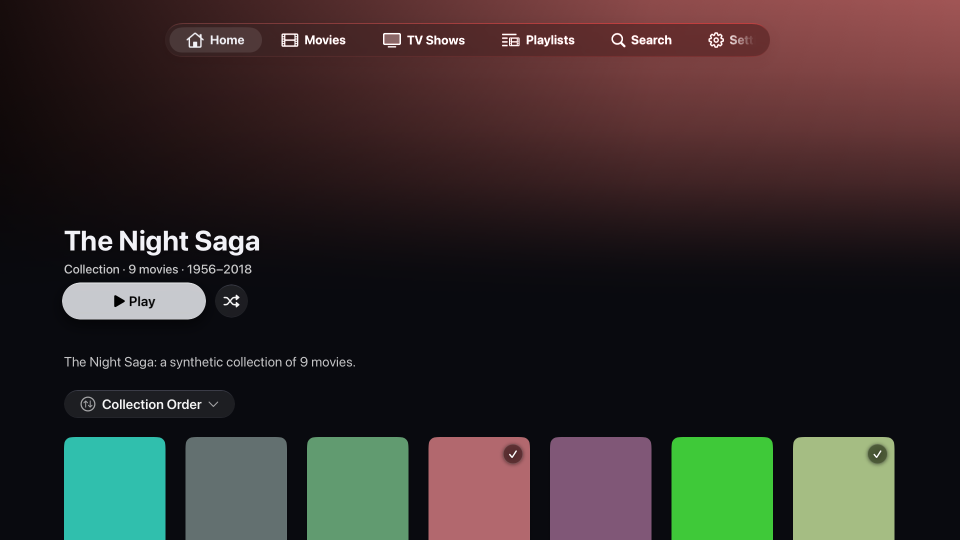 Home
Movies
TV Shows
Playlists
Search
The Night Saga
Collection · 9 movies · 1956–2018
Play
The Night Saga: a synthetic collection of 9 movies.
Collection Order